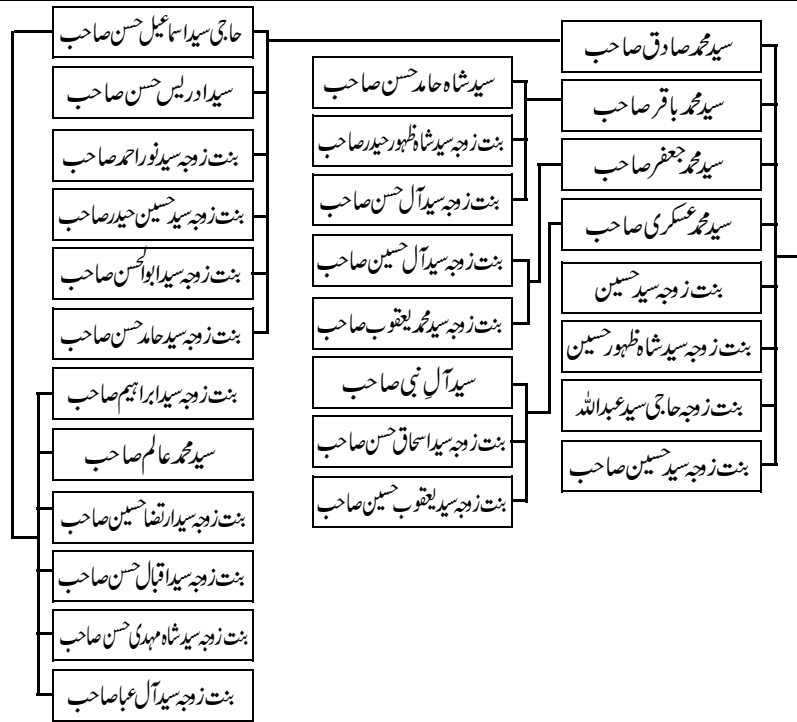 سید محمد صادق صاحب
سید محمد باقر صاحب
سید محمد جعفر صاحب
سید محمد عسکری صاحب
بنت زوجہ سید حسین
بنت زوجہ سید شاہ ظہور حسین
بنت زوجہ حاجی سید عبداللہ
بنت زوجہ سید حسین صاحب
سید شاہ حامد حسن صاحب
بنت زوجہ سید شاہ ظہور حیدر صاحب
بنت زوجہ سید آل حسن صاحب
بنت زوجہ سید آل حسین صاحب
بنت زوجہ سید محمد یعقوب صاحب
سید آلِ نبی صاحب
بنت زوجہ سید اسحاق حسن صاحب
بنت زوجہ سید یعقوب حسین صاحب
حاجی سید اسماعیل حسن صاحب
سید ادریس حسن صاحب
بنت زوجہ سید نور احمد صاحب
بنت زوجہ سید حسین حیدر صاحب
بنت زوجہ سید ابوالحسن صاحب
بنت زوجہ سید حامد حسن صاحب
بنت زوجہ سید ابراہیم صاحب
سید محمد عالم صاحب
بنت زوجہ سید ارتضا حسین صاحب
بنت زوجہ سید اقبال حسن صاحب
بنت زوجہ سید شاہ مہدی حسن صاحب
بنت زوجہ سید آل عبا صاحب